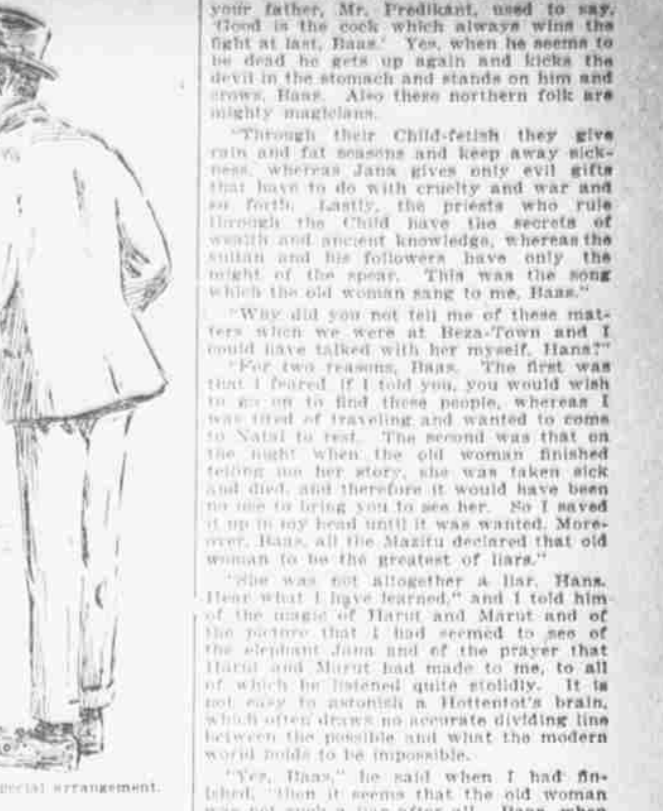 your father, Mr. Predikant, used to say,
'Good is the cock which always wins the
fight at last, Baas.' Yes, when he seems to
be dead he gets up again and kicks the
devil in the stomach and stands on him and
crows, Baas. Also these northern folk are
mighty magicians.
"Through their Child-fetish they give
rain and fat seasons and keep away sick-
ness, whereas Jana gives only evil gifts
that have to do with cruelty and war and
so forth. Lastly, the priests who rule
through the Child have the secrets of
wealth and ancient knowledge, whereas the
sultan and his followers have only the
might of the spear. This was the song
which the old woman sang to me, Baas."
"Why did you not tell me of these mat-
ters when we were at Beza-Town and I
could have talked with her myself, Hans?"
"For two reasons, Baas. The first was
that I feared, if I told you, you would wish
to go on to find these people, whereas I
was tired of traveling and wanted to come
to Natal to rest. The second was that on
the night when the old woman finished
telling me her story, she was taken sick
and died, and therefore it would have been
no use to bring you to see her. So I saved
it up in my head until it was wanted. More-
over, Baas, all the Mazitu declared that old
woman to be the greatest of liars."
"She was not altogether a liar, Hans.
Hear what I have learned," and I told him
of the magic of Harut and Marut and of
the picture that I had seemed to see of
the elephant Jana and of the prayer that
Harut and Marut had made to me, to all
of which he listened quite stolidly. It is
not easy to astonish a Hottentot's brain,
which often draws no accurate dividing line
between the possible and what the modern
world holds to be impossible.
"Yes, Baas," he said when I had fin-
ished, "then it seems that the old woman
was not such a liar after all. Baas, when
pecial arrangement.